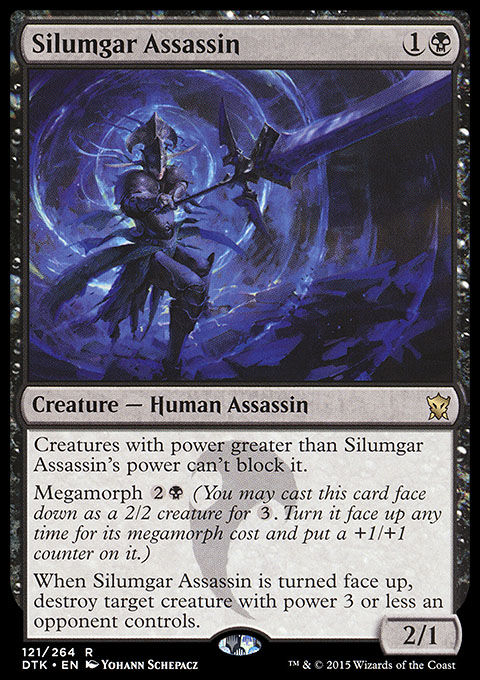 Silumgar Assassin 1
Creature — Human Assassin
Creatures with power greater than Silumgar
Assassin's power can't block it.
Megamorph 2 (You may cast this card face
down as a 2/2 creature for 3. Turn it face up any
time for its megamorph cost and put a +1/+1
counter on it.)
When Silumgar Assassin is turned face up,
destroy target creature with power 3 or less an
opponent controls.
2/1
121/264 R
DTK • EN Yohann Schepacz
™ & © 2015 Wizards of the Coast